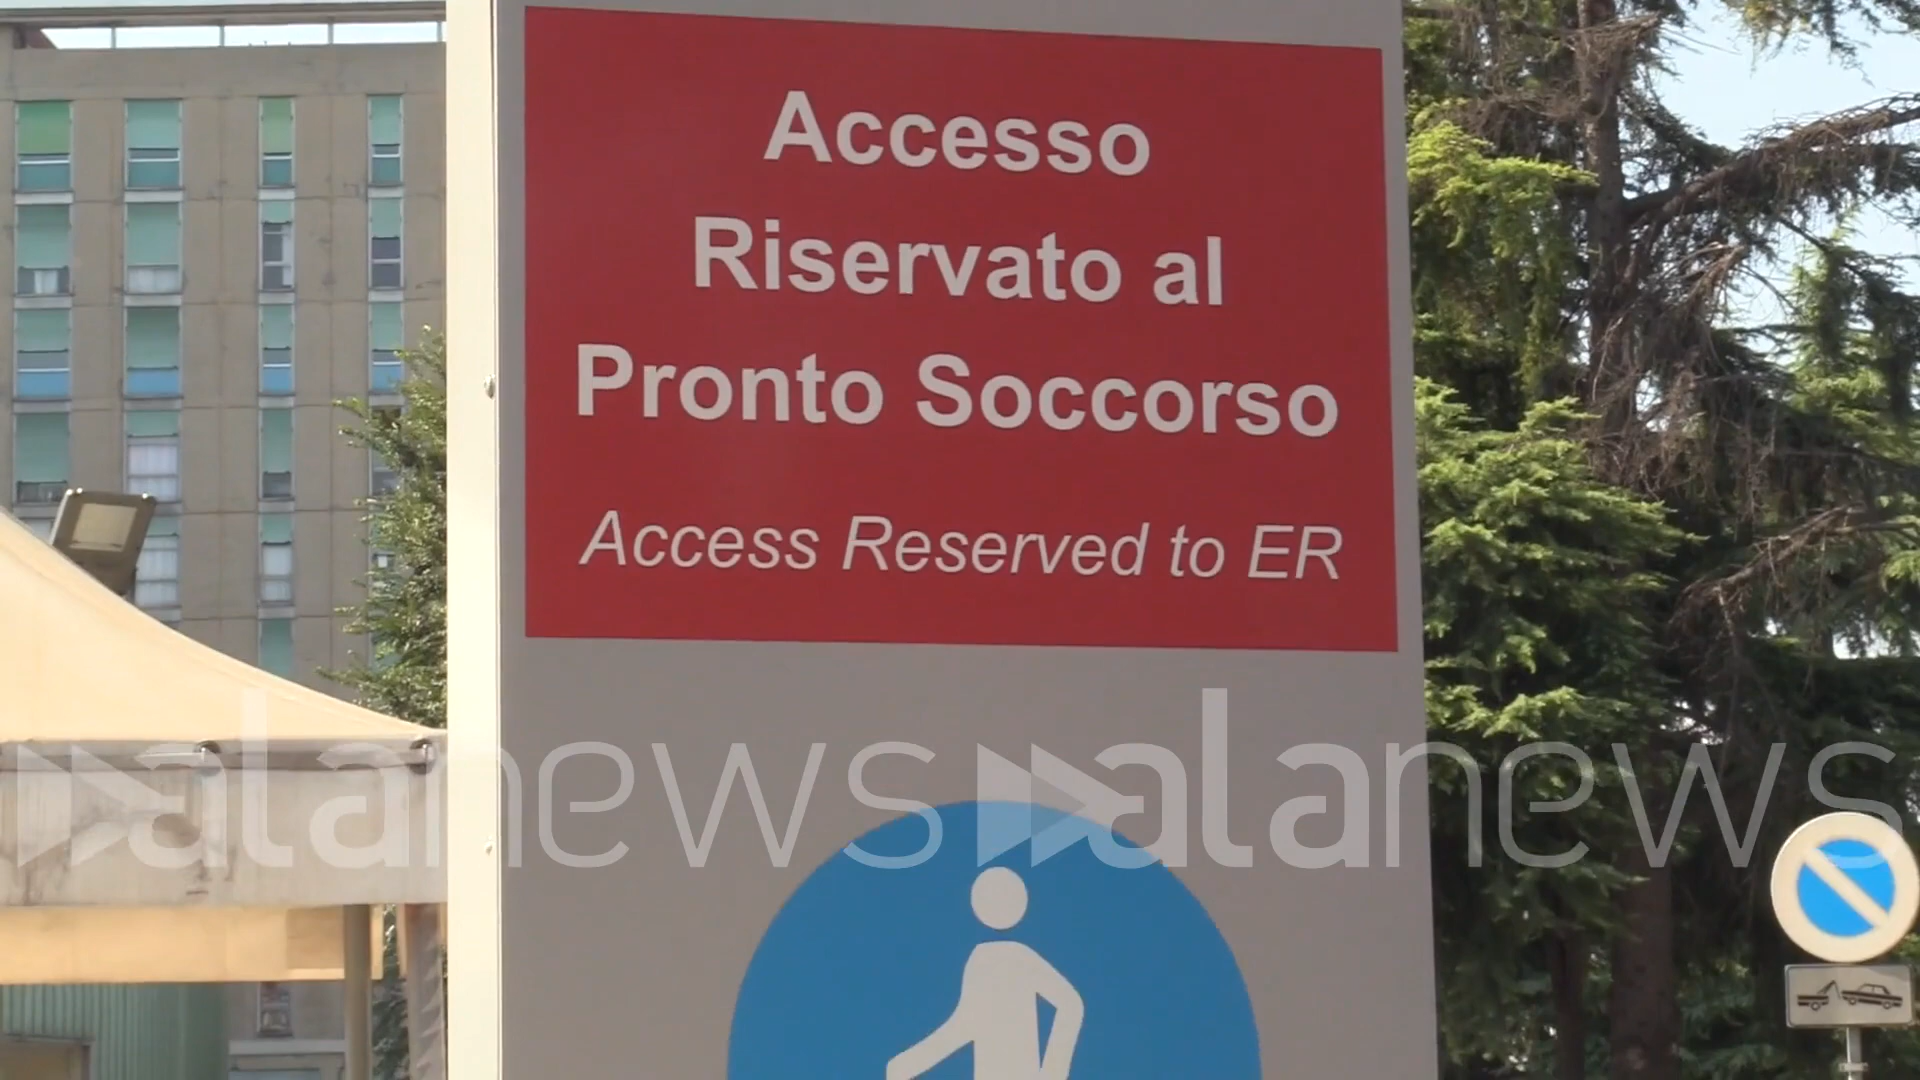 Accesso
Riservato al
Pronto Soccorso
Access Reserved to ER
alanews alanews